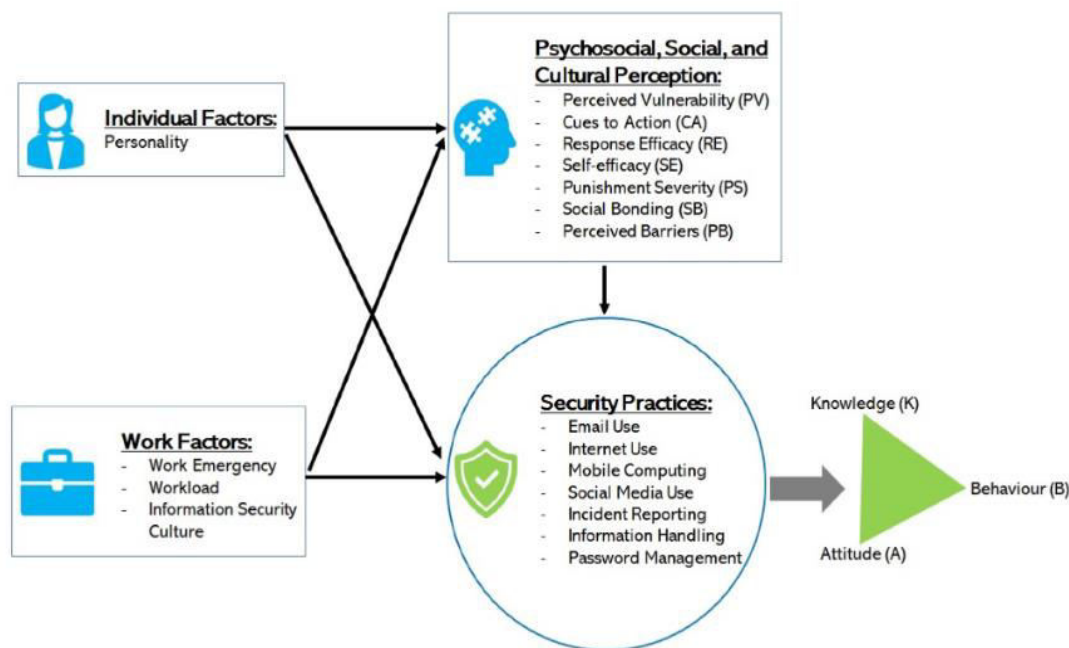 Individual Factors:
Personality
Psychosocial, Social, and
Cultural Perception:
- Perceived Vulnerability (PV)
- Cues to Action (CA)
- Response Efficacy (RE)
- Self-efficacy (SE)
- Punishment Severity (PS)
- Social Bonding (SB)
- Perceived Barriers (PB)
Work Factors:
- Work Emergency
- Workload
- Information Security
Culture
Security Practices:
- Email Use
- Internet Use
- Mobile Computing
- Social Media Use
- Incident Reporting
- Information Handling
- Password Management
Knowledge (K)
Behaviour (B)
Attitude (A)